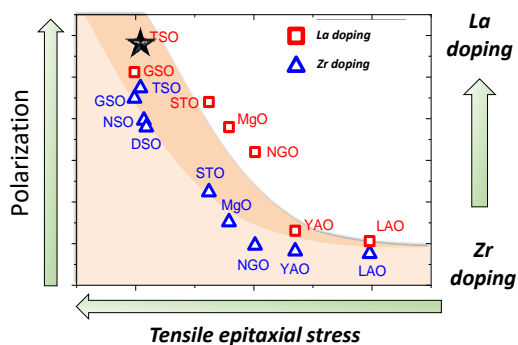 La
doping
TSO
La doping
GSO
Zr doping
TSO
GSO
STO
MgO
NSO
DSO
NGO
STO
MgO
YAO
LAO
NGO
YAO
LAO
Zr
doping
Polarization
Tensile epitaxial stress